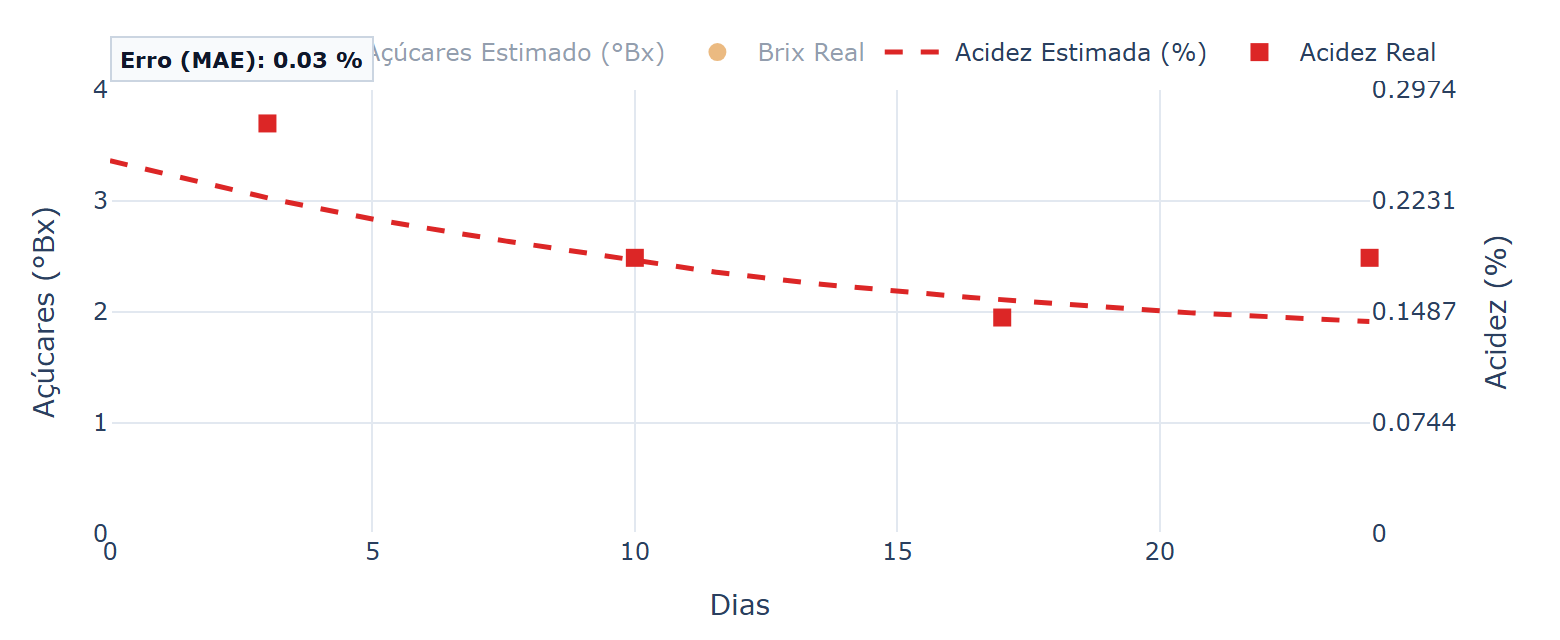 Erro (MAE): 0.03 %
Açúcares Estimado (°Bx)
Brix Real
Acidez Estimada (%)
Acidez Real
4
3
2
1
0
Açúcares (°Bx)
0.2974
0.2231
0.1487
0.0744
0
Acidez (%)
0
5
10
15
20
Dias